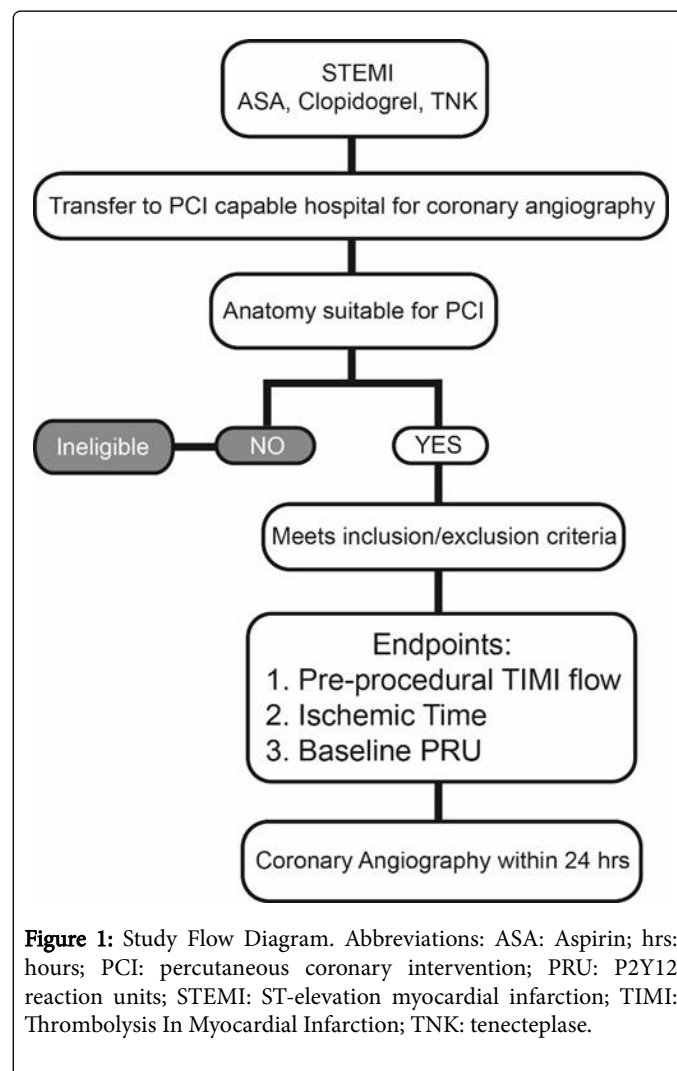 STEMI
ASA, Clopidogrel, TNK
Transfer to PCI capable hospital for coronary angiography
Anatomy suitable for PCI
Ineligible
NO
YES
Meets inclusion/exclusion criteria
Endpoints:
1. Pre-procedural TIMI flow
2. Ischemic Time
3. Baseline PRU
Coronary Angiography within 24 hrs
Figure 1: Study Flow Diagram. Abbreviations: ASA: Aspirin; hrs:
hours; PCI: percutaneous coronary intervention; PRU: P2Y12
reaction units; STEMI: ST-elevation myocardial infarction; TIMI:
Thrombolysis In Myocardial Infarction; TNK: tenecteplase.